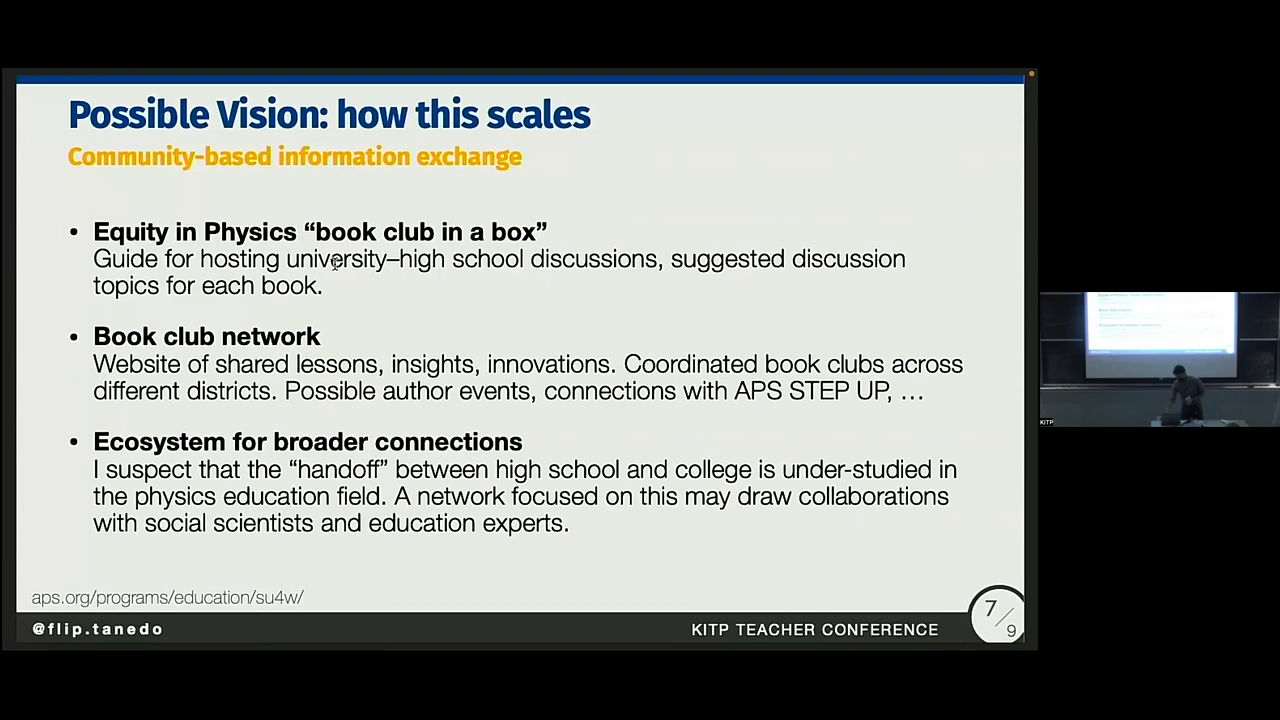 Possible Vision: how this scales
Community-based information exchange
• Equity in Physics “book club in a box”
Guide for hosting university–high school discussions, suggested discussion
topics for each book.
• Book club network
Website of shared lessons, insights, innovations. Coordinated book clubs across
different districts. Possible author events, connections with APS STEP UP, …
• Ecosystem for broader connections
I suspect that the “handoff” between high school and college is under-studied in
the physics education field. A network focused on this may draw collaborations
with social scientists and education experts.
aps.org/programs/education/su4w/
@flip.tanedo
KITP TEACHER CONFERENCE
7/9
KITP